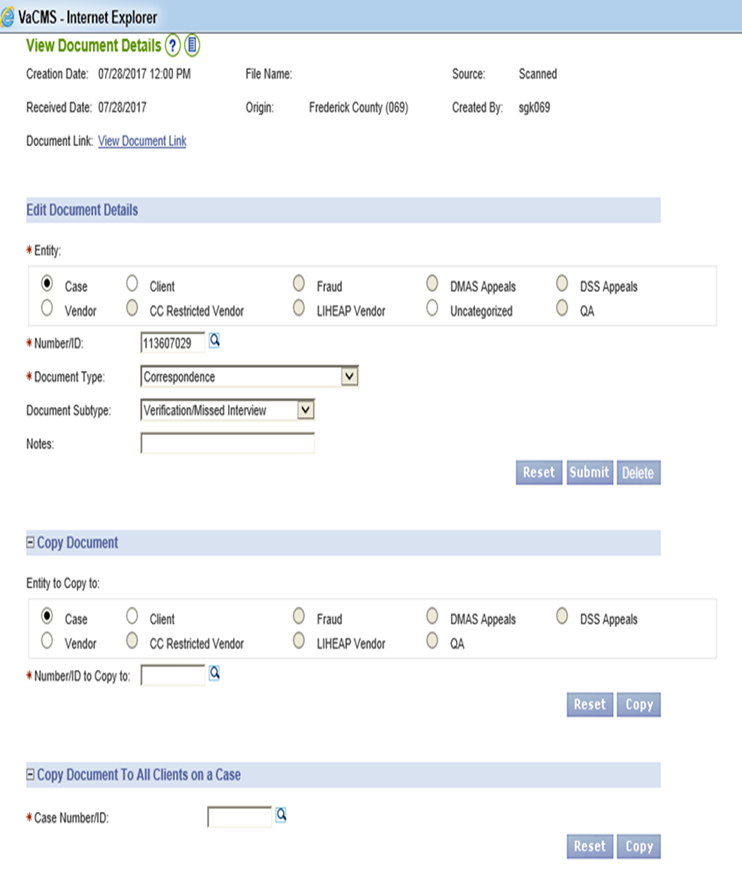 VaCMS - Internet Explorer
View Document Details ?
Creation Date: 07/28/2017 12:00 PM File Name: Source: Scanned
Received Date: 07/28/2017 Origin: Frederick County (069) Created By: sgk069
Document Link: View Document Link
Edit Document Details
* Entity:
Case Client Fraud DMAS Appeals DSS Appeals
Vendor CC Restricted Vendor LIHEAP Vendor Uncategorized QA
* Number/ID: 113607029
* Document Type: Correspondence
Document Subtype: Verification/Missed Interview
Notes:
Reset Submit Delete
Copy Document
Entity to Copy to:
Case Client Fraud DMAS Appeals DSS Appeals
Vendor CC Restricted Vendor LIHEAP Vendor QA
* Number/ID to Copy to:
Reset Copy
Copy Document To All Clients on a Case
* Case Number/ID:
Reset Copy